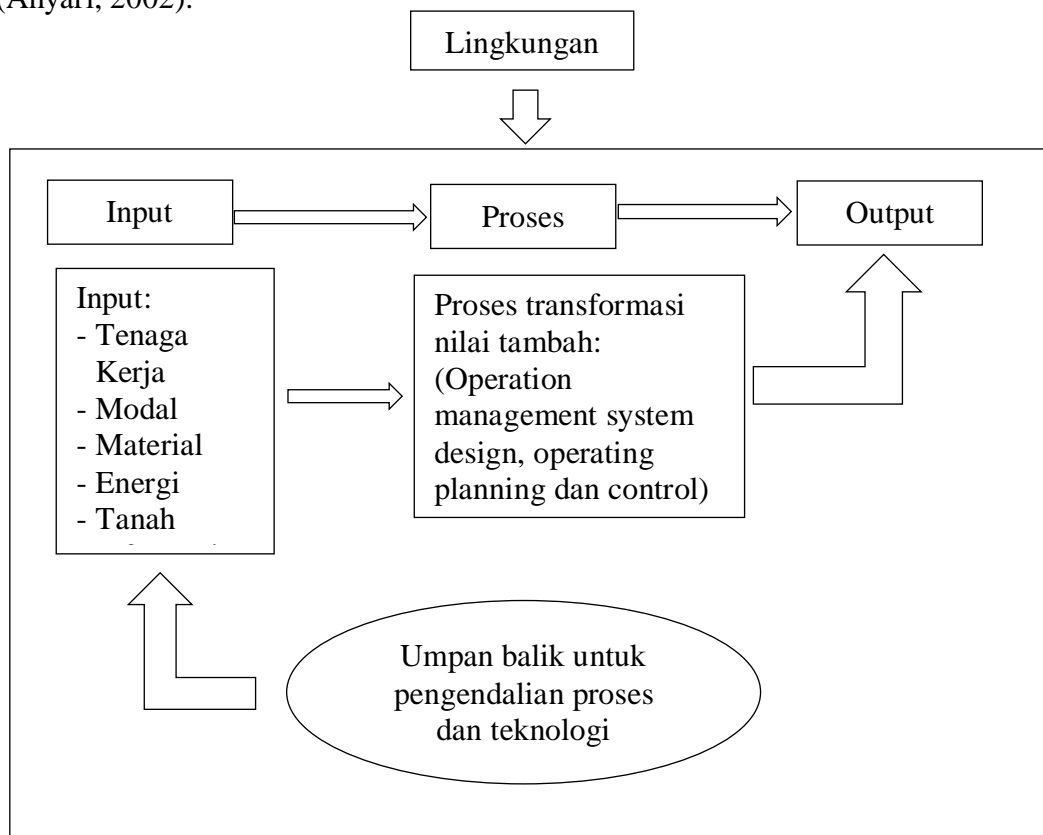 2002).
Lingkungan
Input
Proses
Output
Input:
- Tenaga
Kerja
- Modal
- Material
- Energi
- Tanah
Proses transformasi
nilai tambah:
(Operation
management system
design, operating
planning dan control)
Umpan balik untuk
pengendalian proses
dan teknologi